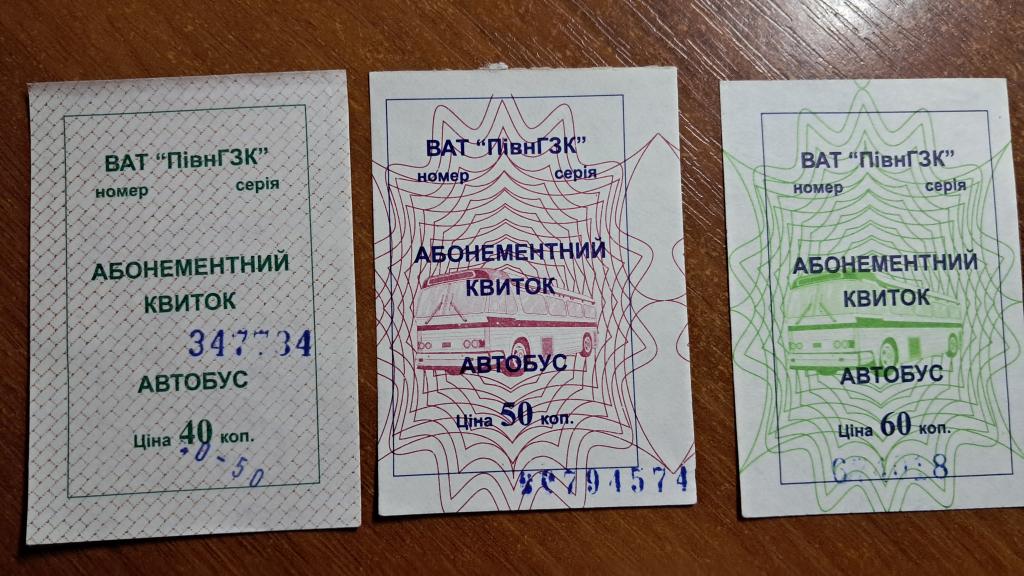 ВАТ "ПівнГЗК"
номер серія
АБОНЕМЕНТНИЙ
КВИТОК
347734
АВТОБУС
Ціна 40 коп.
ВАТ "ПівнГЗК"
номер серія
АБОНЕМЕНТНИЙ
КВИТОК
АВТОБУС
Ціна 50 коп.
ВАТ "ПівнГЗК"
номер серія
АБОНЕМЕНТНИЙ
КВИТОК
АВТОБУС
Ціна 60 коп.